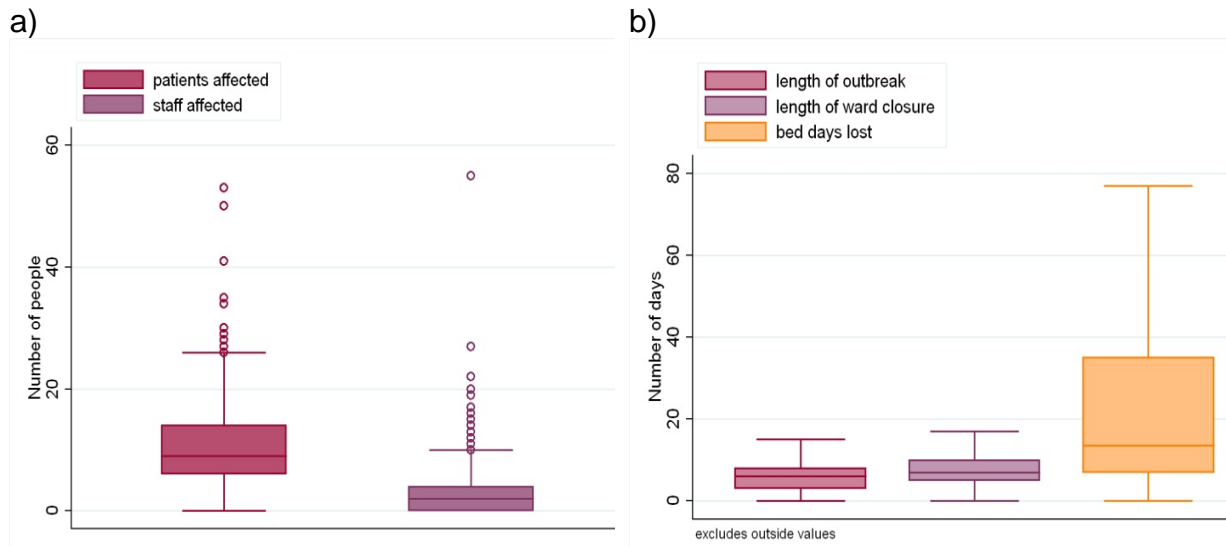 a)
patients affected
staff affected
Number of people
60
40
20
0
b)
length of outbreak
length of ward closure
bed days lost
Number of days
80
60
40
20
0
excludes outside values